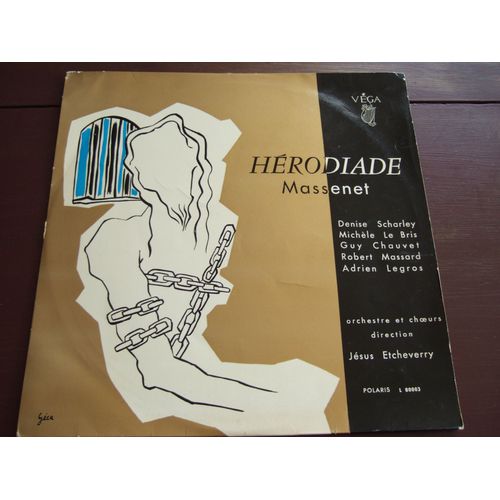 VÉGA
HÉRODIADE
Massenet
Denise Scharley
Michèle Le Bris
Guy Chauvet
Robert Massard
Adrien Legros
orchestre et chœurs
direction
Jésus Etcheverry
POLARIS L 80003